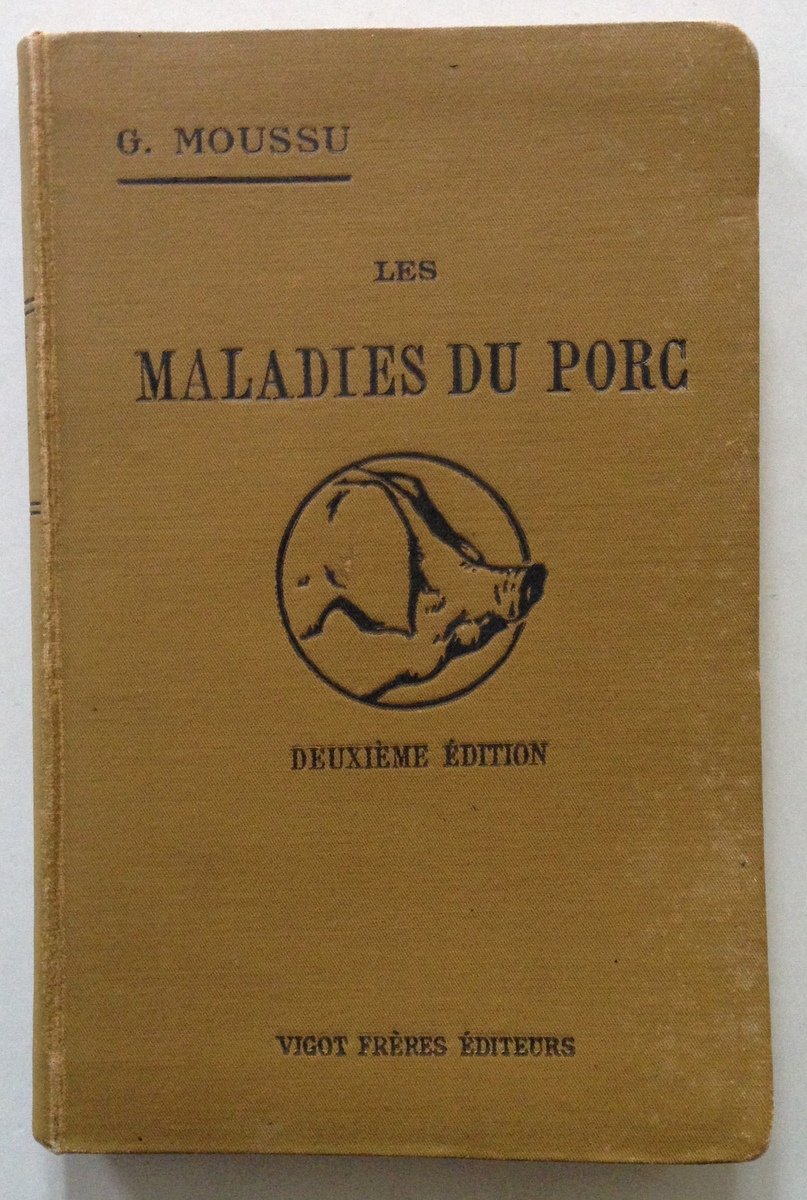 G. MOUSSU
LES
MALADIES DU PORC
DEUXIÈME ÉDITION
VIGOT FRÈRES ÉDITEURS